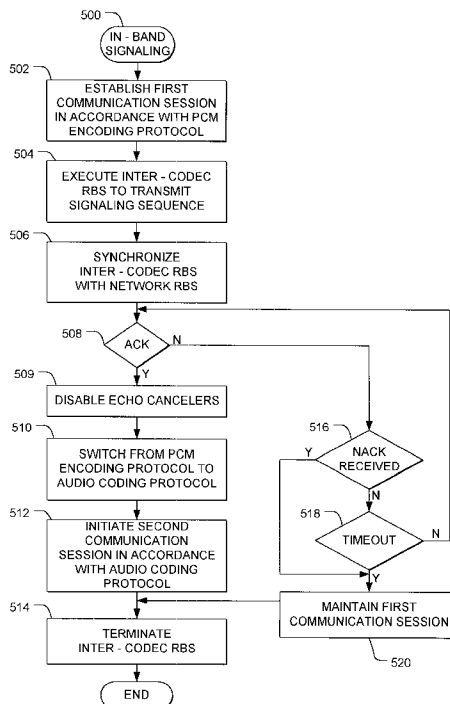 500
IN - BAND
SIGNALING
502
ESTABLISH FIRST
COMMUNICATION SESSION
IN ACCORDANCE WITH PCM
ENCODING PROTOCOL
504
EXECUTE INTER - CODEC
RBS TO TRANSMIT
SIGNALING SEQUENCE
506
SYNCHRONIZE
INTER - CODEC RBS
WITH NETWORK RBS
508
ACK
N
Y
509
DISABLE ECHO CANCELERS
510
SWITCH FROM PCM
ENCODING PROTOCOL TO
AUDIO CODING PROTOCOL
512
INITIATE SECOND
COMMUNICATION
SESSION IN ACCORDANCE
WITH AUDIO CODING
PROTOCOL
514
TERMINATE
INTER - CODEC RBS
END
516
Y
NACK
RECEIVED
N
518
TIMEOUT
N
Y
MAINTAIN FIRST
COMMUNICATION SESSION
520